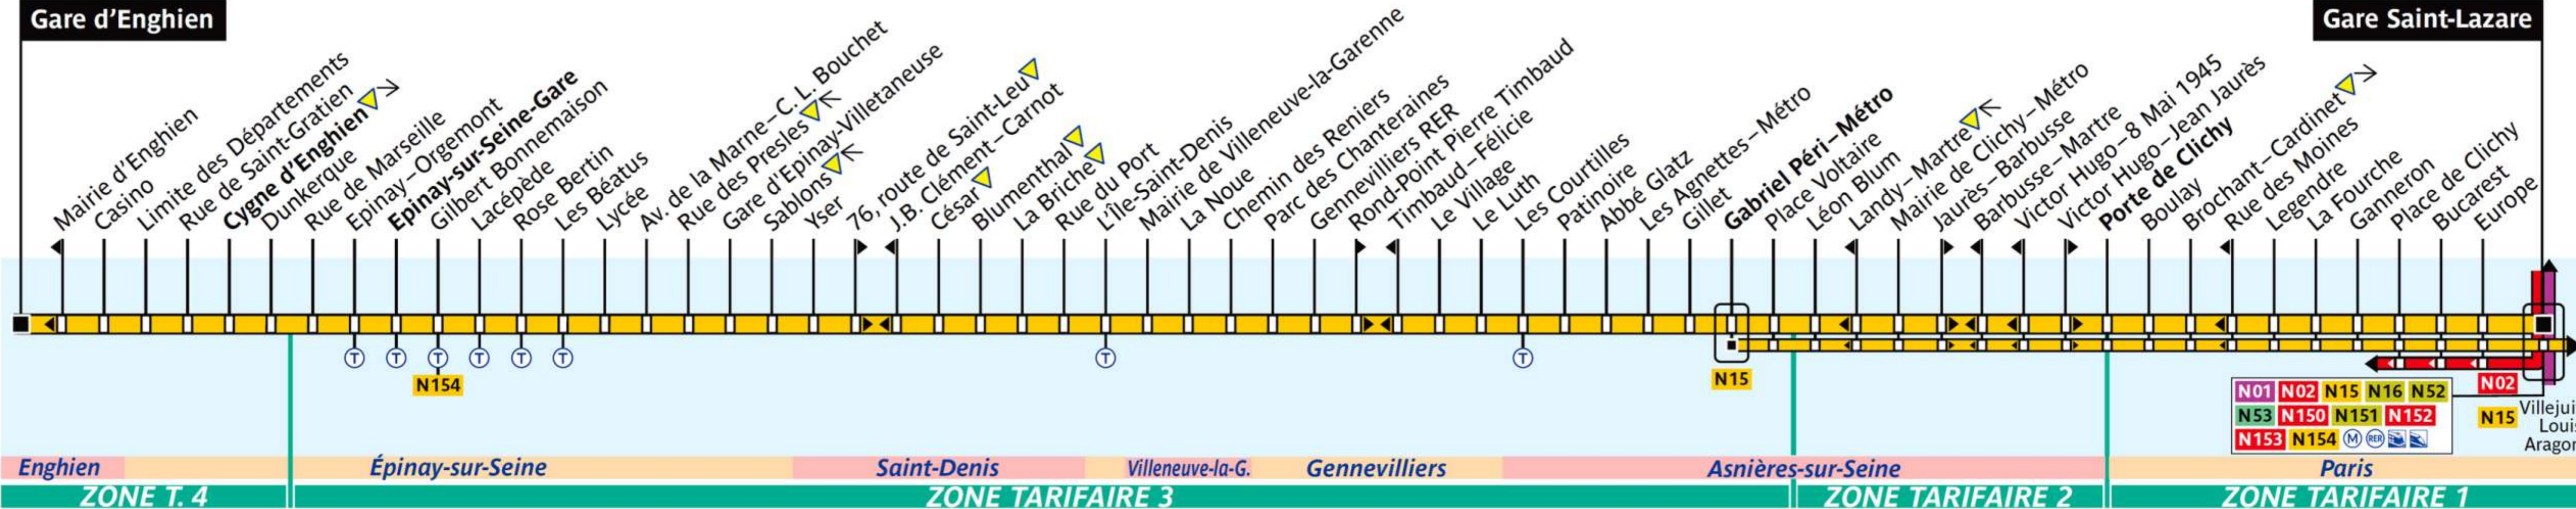 Gare d'Enghien
Gare Saint-Lazare
Mairie d'Enghien
Casino
Limite des Départements
Rue de Saint-Gratien
Cygne d'Enghien
Dunkerque
Rue de Marseille
Epinay–Orgemont
Epinay-sur-Seine-Gare
Gilbert Bonnemaison
Lacépède
Rose Bertin
Les Béatus
Lycée
Av. de la Marne–C. L. Bouchet
Rue des Presles
Gare d'Epinay-Villetaneuse
Sablons
Yser
76, route de Saint-Leu
J.B. Clément–Carnot
César
Blumenthal
La Briche
Rue du Port
L'Île-Saint-Denis
Mairie de Villeneuve-la-Garenne
La Noue
Chemin des Reniers
Parc des Chanteraines
Gennevilliers RER
Rond-Point Pierre Timbaud
Timbaud–Félicie
Le Village
Le Luth
Les Courtilles
Patinoire
Abbé Glatz
Les Agnettes–Métro
Gillet
Gabriel Péri–Métro
Place Voltaire
Léon Blum
Landy–Martre
Mairie de Clichy–Métro
Jaurès–Barbusse
Barbusse–Martre
Victor Hugo–8 Mai 1945
Victor Hugo–Jean Jaurès
Porte de Clichy
Boulay
Brochant–Cardinet
Rue des Moines
Legendre
La Fourche
Ganneron
Place de Clichy
Bucarest
Europe
T T T T T T T T
N154
N15
N02
N01 N02 N15 N16 N52
N53 N150 N151 N152
N153 N154 M RER
N15 Villejui
Loui
Aragon
Enghien Épinay-sur-Seine Saint-Denis Villeneuve-la-G. Gennevilliers Asnières-sur-Seine Paris
ZONE T. 4 ZONE TARIFAIRE 3 ZONE TARIFAIRE 2 ZONE TARIFAIRE 1